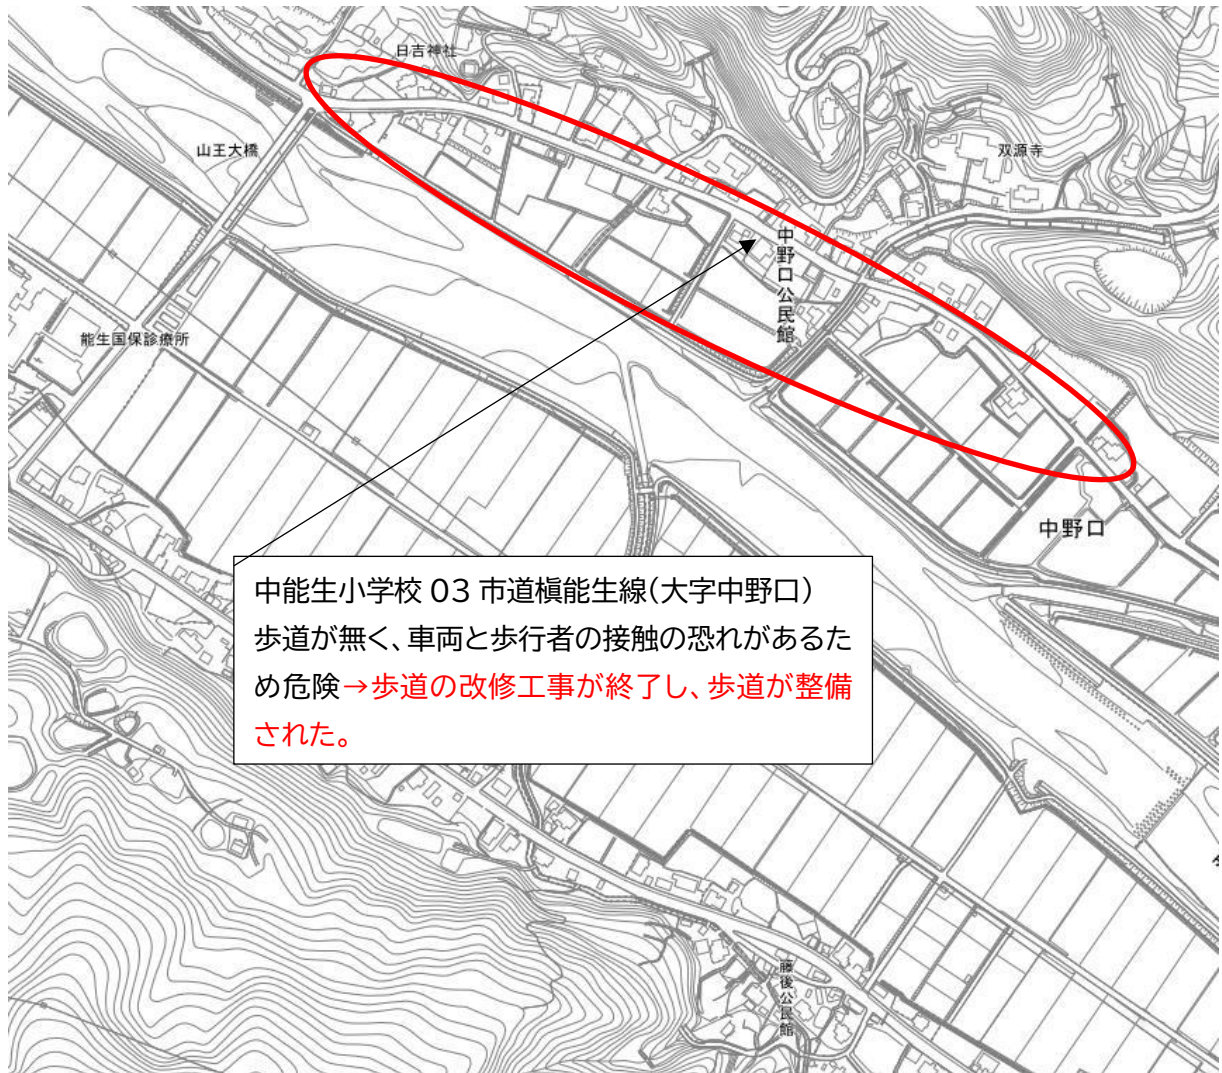 日吉神社
山王大橋
双源寺
中野口公民館
能生国保診療所
中野口
中能生小学校 03 市道槇能生線(大字中野口)
歩道が無く、車両と歩行者の接触の恐れがあるた
め危険→歩道の改修工事が終了し、歩道が整備
された。
藤後公民館